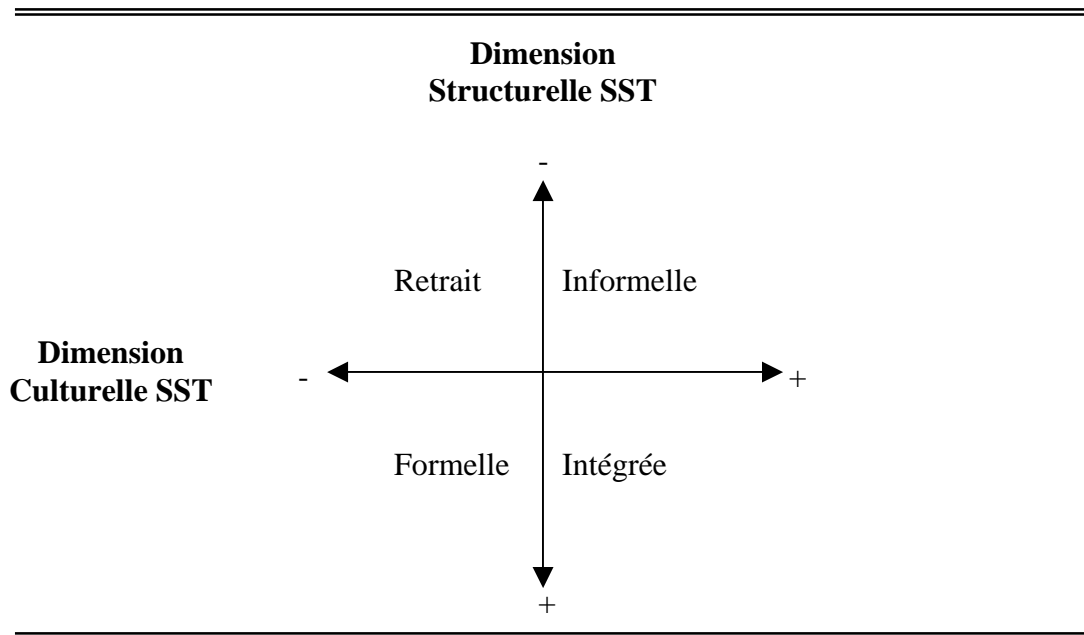 Dimension
Structurelle SST
-
Retrait Informelle
Dimension
Culturelle SST
- +
Formelle Intégrée
+